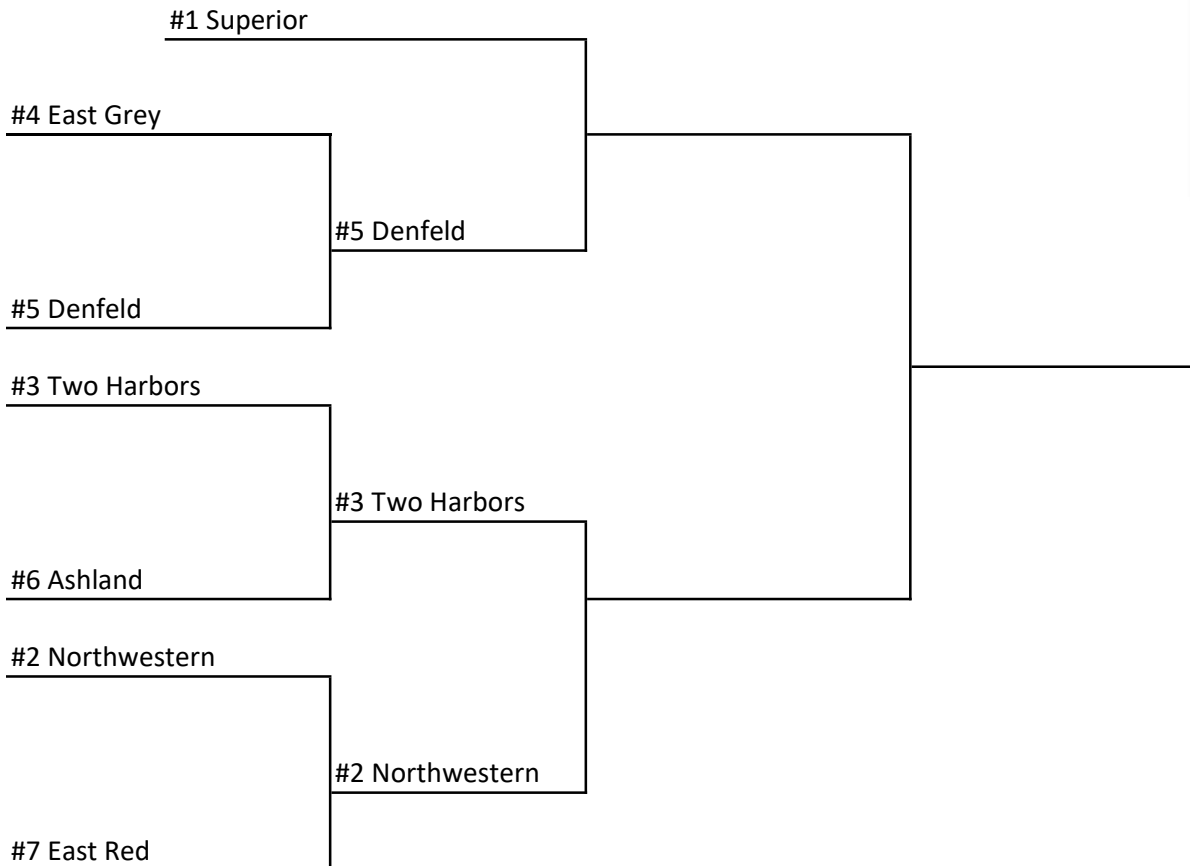 #1 Superior
#4 East Grey
#5 Denfeld
#5 Denfeld
#3 Two Harbors
#3 Two Harbors
#6 Ashland
#2 Northwestern
#2 Northwestern
#7 East Red